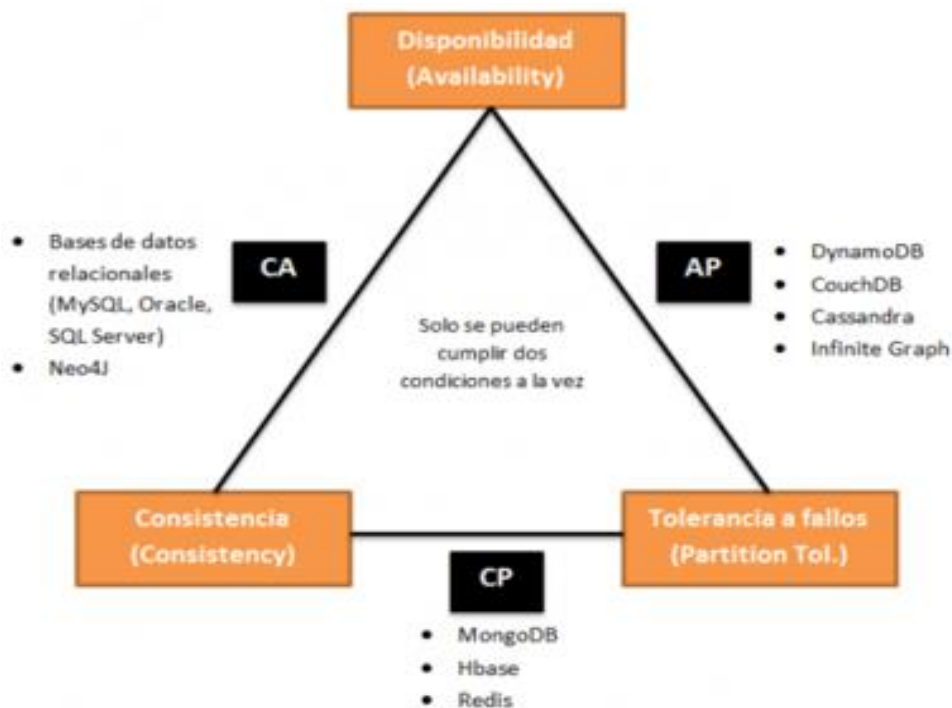 Disponibilidad
(Availability)
Bases de datos
relacionales
(MySQL, Oracle,
SQL Server)
Neo4J
CA
AP
DynamoDB
CouchDB
Cassandra
Infinite Graph
Solo se pueden
cumplir dos
condiciones a la vez
Consistencia
(Consistency)
Tolerancia a fallos
(Partition Tol.)
CP
MongoDB
Hbase
Redis